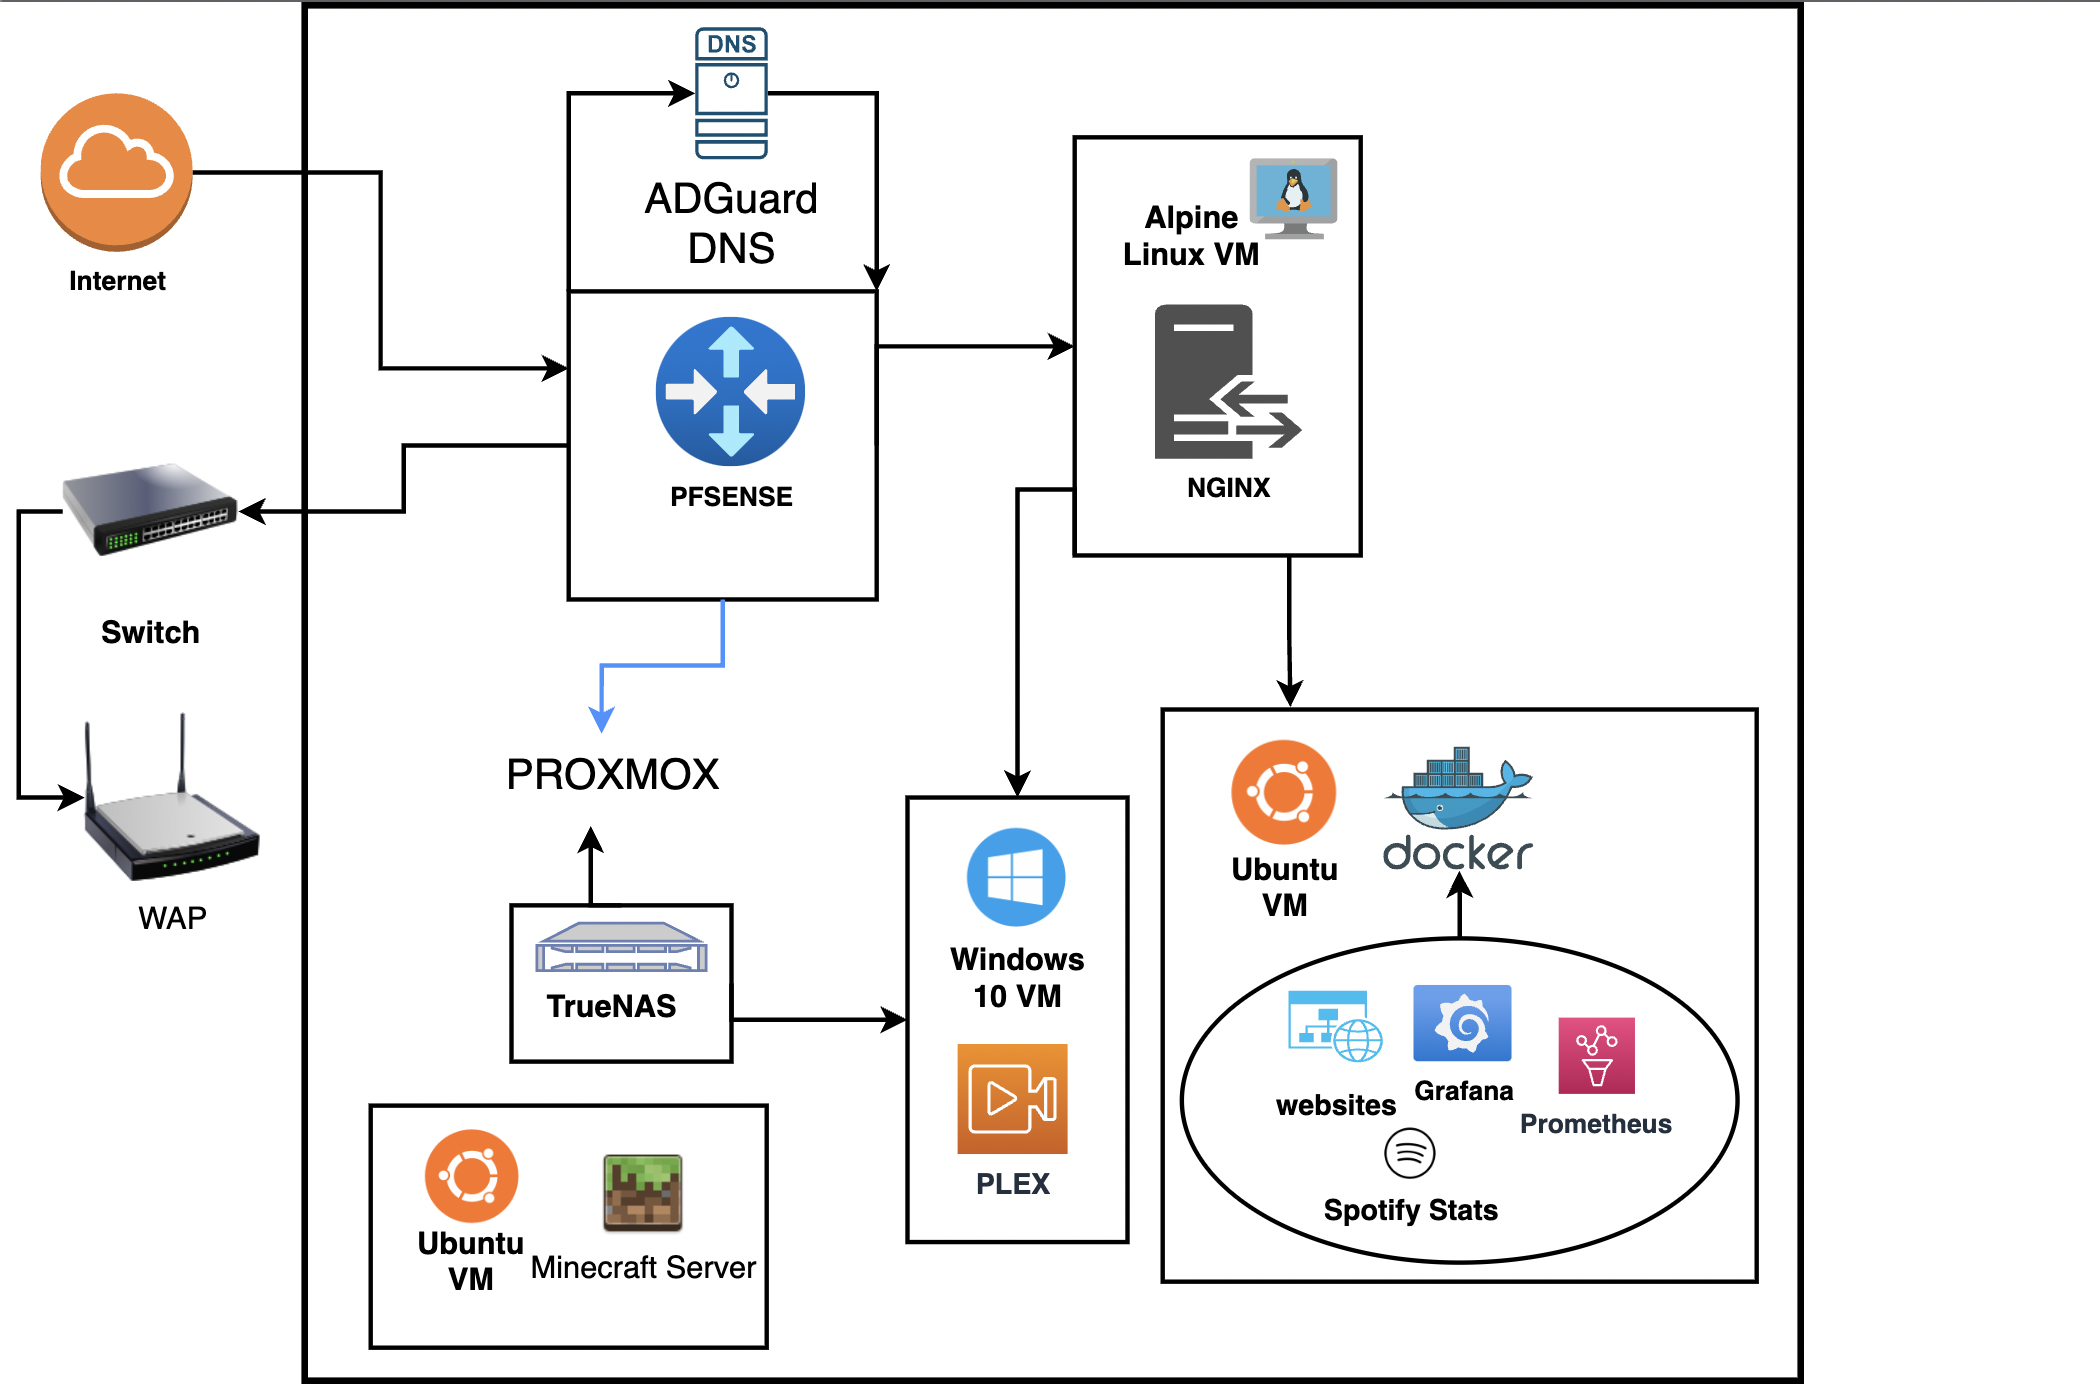 DNS
ADGuard
DNS
Internet
Alpine
Linux VM
NGINX
PFSENSE
Switch
PROXMOX
WAP
TrueNAS
Windows
10 VM
PLEX
Ubuntu
VM
docker
websites
Grafana
Prometheus
Spotify Stats
Ubuntu
VM
Minecraft Server